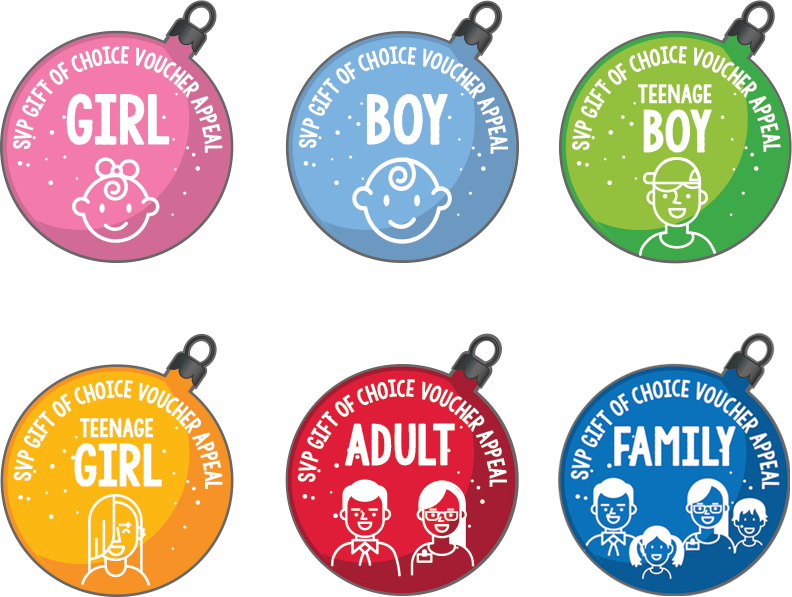 SVP GIFT OF CHOICE VOUCHER APPEAL
GIRL
SVP GIFT OF CHOICE VOUCHER APPEAL
BOY
SVP GIFT OF CHOICE VOUCHER APPEAL
TEENAGE
BOY
SVP GIFT OF CHOICE VOUCHER APPEAL
TEENAGE
GIRL
SVP GIFT OF CHOICE VOUCHER APPEAL
ADULT
SVP GIFT OF CHOICE VOUCHER APPEAL
FAMILY